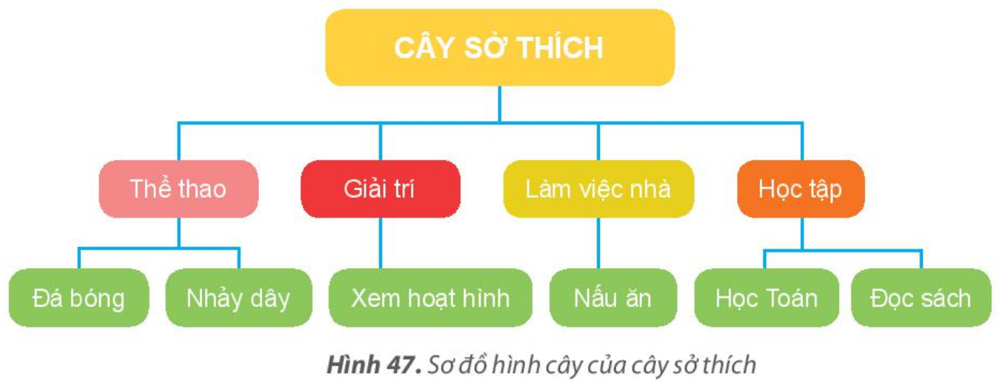 CÂY SỞ THÍCH
Thể thao
Giải trí
Làm việc nhà
Học tập
Đá bóng
Nhảy dây
Xem hoạt hình
Nấu ăn
Học Toán
Đọc sách
Hình 47. Sơ đồ hình cây của cây sở thích